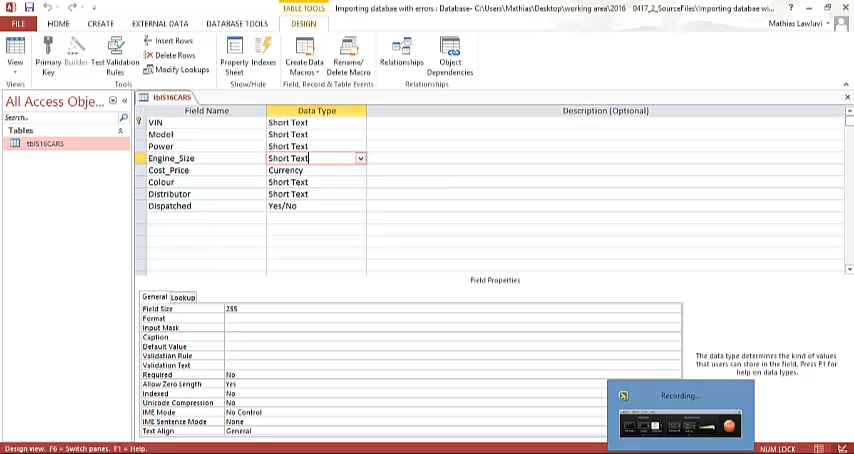 TABLE TOOLS
Importing databae with errors : Database- C:\Users\Mathias\Desktop\working area\2016 0417_2_SourceFiles\Importing databae wi...
FILE HOME CREATE EXTERNAL DATA DATABASE TOOLS DESIGN
Mathias Lawluvi
View
Primary Key
Builder
Test Validation Rules
Insert Rows
Delete Rows
Modify Lookups
Property Sheet
Indexes
Create Data Macros
Rename/ Delete Macro
Relationships
Object Dependencies
Views Tools Show/Hide Field, Record & Table Events Relationships
All Access Obje...
Search...
Tables
tblS16CARS
tblS16CARS
Field Name Data Type Description (Optional)
VIN Short Text
Model Short Text
Power Short Text
Engine_Size Short Text
Cost_Price Currency
Colour Short Text
Distributor Short Text
Dispatched Yes/No
Field Properties
General Lookup
Field Size 255
Format
Input Mask
Caption
Default Value
Validation Rule
Validation Text
Required No
Allow Zero Length Yes
Indexed No
Unicode Compression No
IME Mode No Control
IME Sentence Mode None
Text Align General
The data type determines the kind of values
that users can store in the field. Press F1 for
help on data types.
Recording...
Design view. F6 = Switch panes. F1 = Help.
NUM LOCK